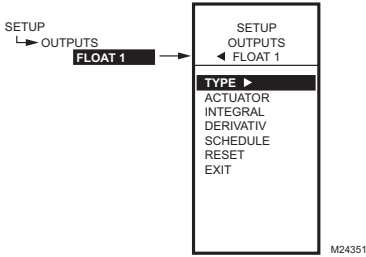 SETUP
OUTPUTS
FLOAT 1
SETUP
OUTPUTS
◄ FLOAT 1
TYPE ►
ACTUATOR
INTEGRAL
DERIVATIV
SCHEDULE
RESET
EXIT
M24351